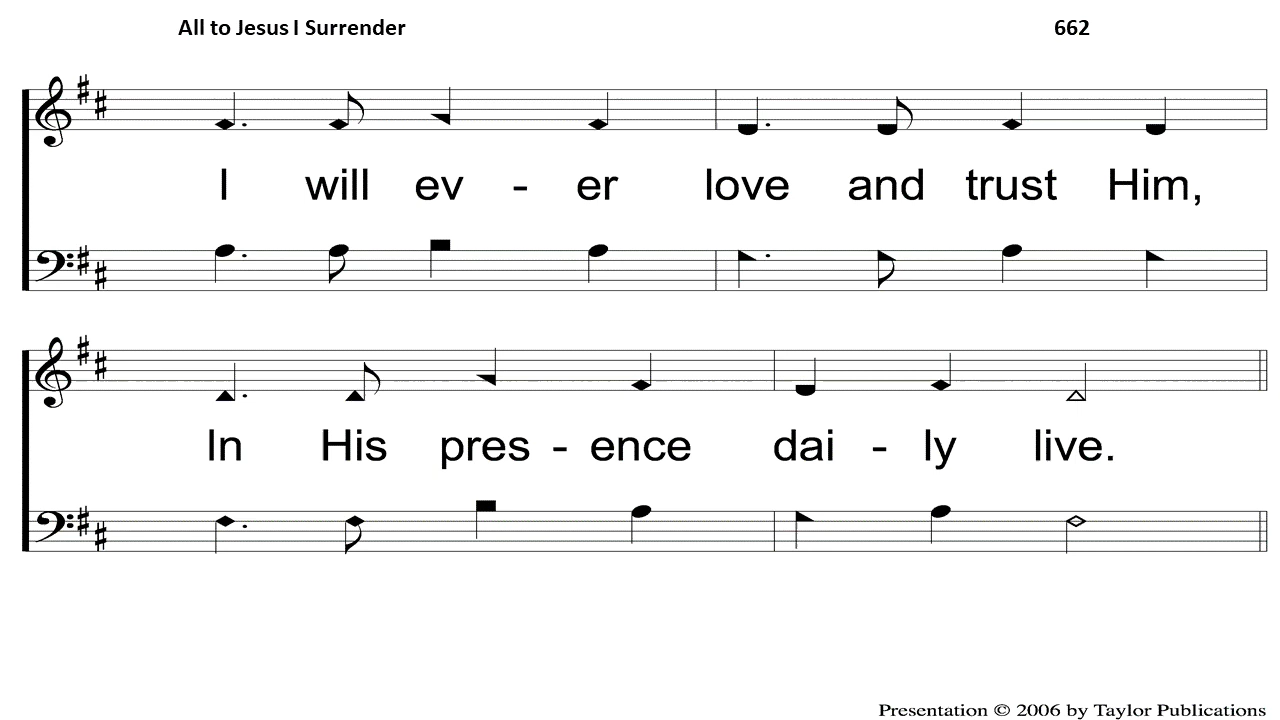 All to Jesus I Surrender 662
I will ev - er love and trust Him,
In His pres - ence dai - ly live.
Presentation © 2006 by Taylor Publications